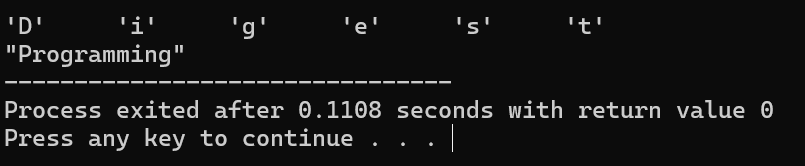 'D'     'i'     'g'     'e'     's'     't'
"Programming"
--------------------------------
Process exited after 0.1108 seconds with return value 0
Press any key to continue . . .